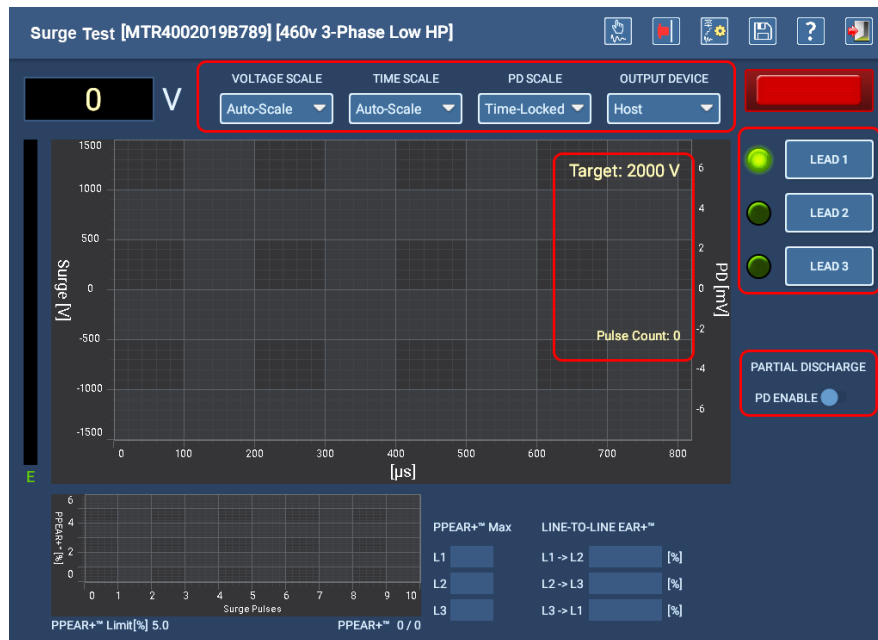 Surge Test [MTR4002019B789] [460v 3-Phase Low HP]
?
0 V
VOLTAGE SCALE TIME SCALE PD SCALE OUTPUT DEVICE
Auto-Scale Auto-Scale Time-Locked Host
1500
1000
500
0
-500
-1000
-1500
Surge [V]
Target: 2000 V
Pulse Count: 0
6
4
2
0
-2
-4
-6
PD [mV]
0 100 200 300 400 500 600 700 800
[µs]
E
LEAD 1
LEAD 2
LEAD 3
PARTIAL DISCHARGE
PD ENABLE
6
4
2
0
PPEAR+™ [%]
0 1 2 3 4 5 6 7 8 9 10
Surge Pulses
PPEAR+™ Limit[%] 5.0 PPEAR+™ 0 / 0
PPEAR+™ Max LINE-TO-LINE EAR+™
L1 L1 -> L2 [%]
L2 L2 -> L3 [%]
L3 L3 -> L1 [%]